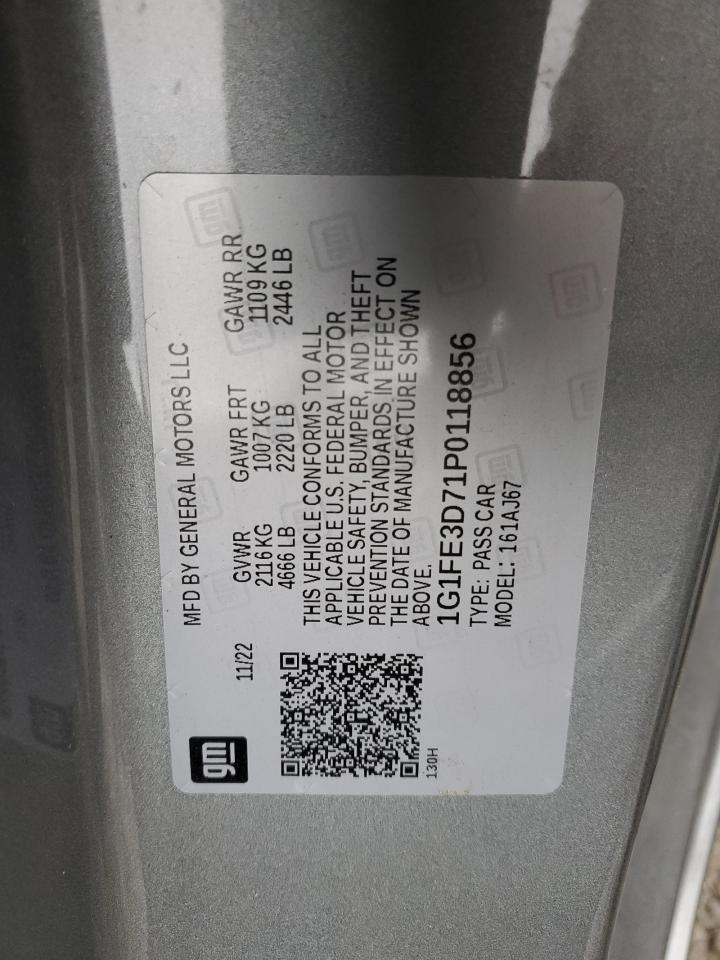 gm
MFD BY GENERAL MOTORS LLC
11/22
GVWR GAWR FRT GAWR RR
2116 KG 1007 KG 1109 KG
4666 LB 2220 LB 2446 LB
THIS VEHICLE CONFORMS TO ALL
APPLICABLE U.S. FEDERAL MOTOR
VEHICLE SAFETY, BUMPER, AND THEFT
PREVENTION STANDARDS IN EFFECT ON
THE DATE OF MANUFACTURE SHOWN
ABOVE.
1G1FE3D71P0118856
TYPE: PASS CAR
MODEL: 161AJ67
130H